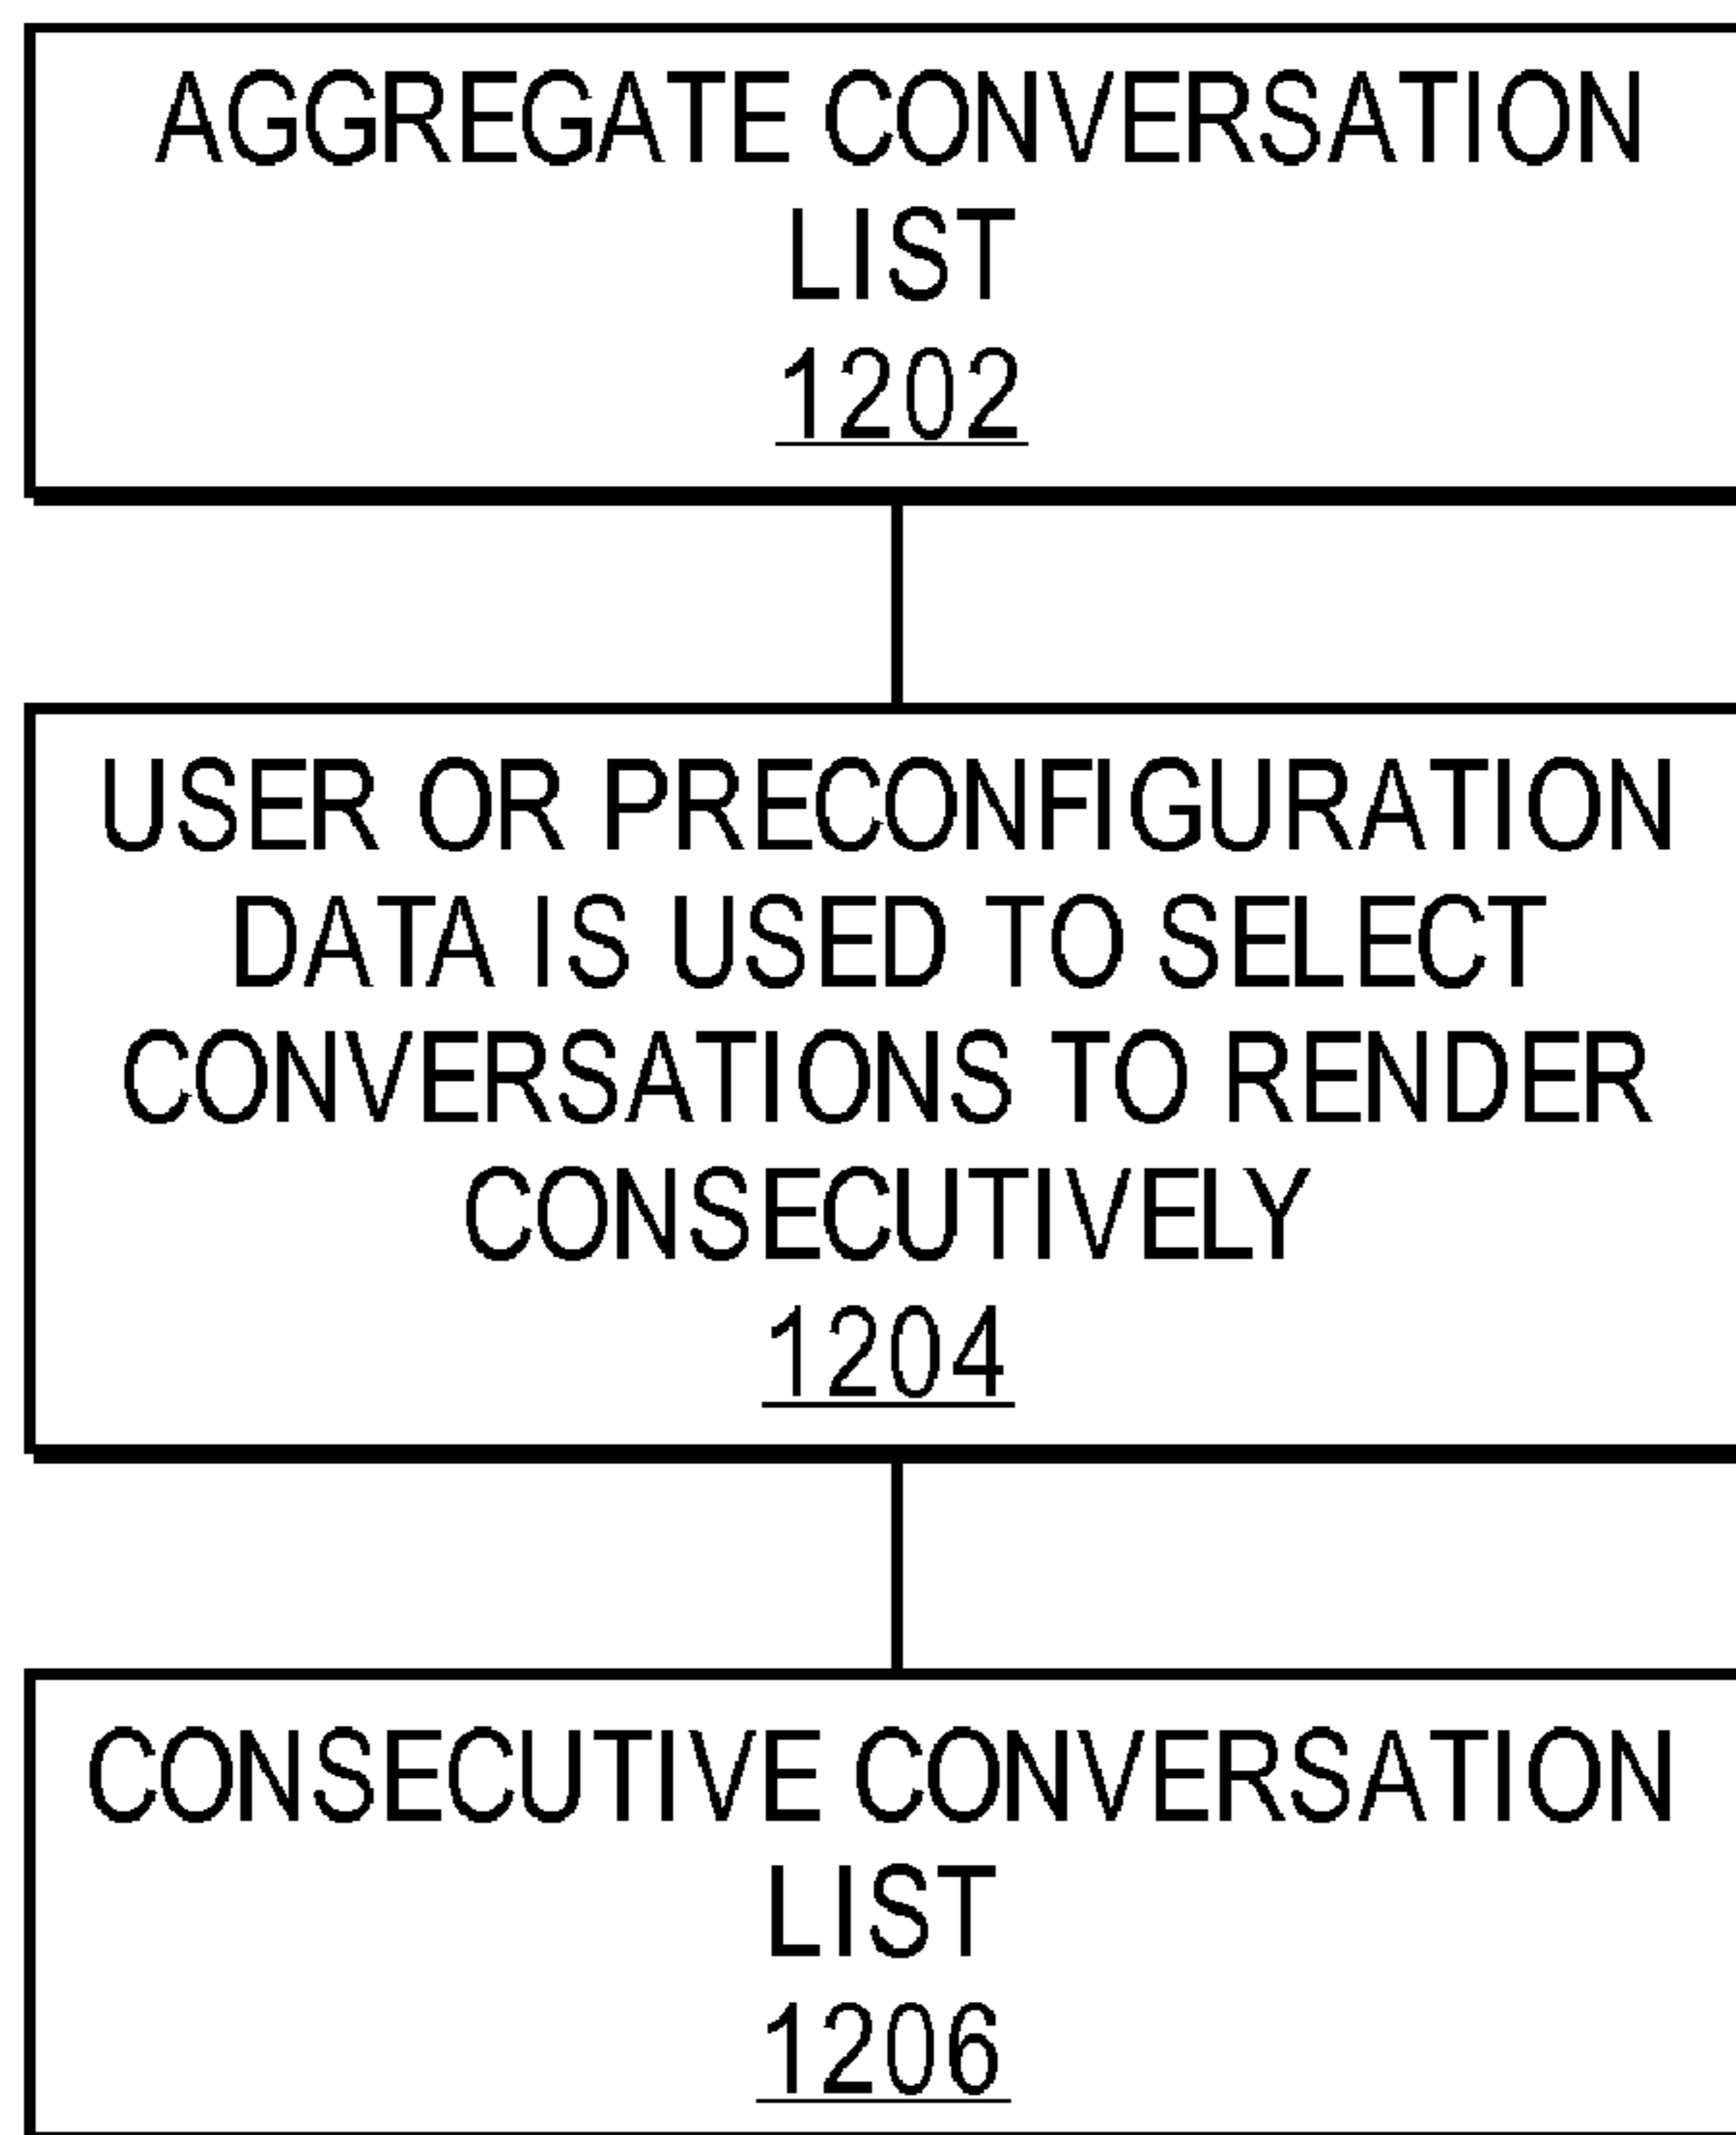 AGGREGATE CONVERSATION
LIST
1202
USER OR PRECONFIGURATION
DATA IS USED TO SELECT
CONVERSATIONS TO RENDER
CONSECUTIVELY
1204
CONSECUTIVE CONVERSATION
LIST
1206